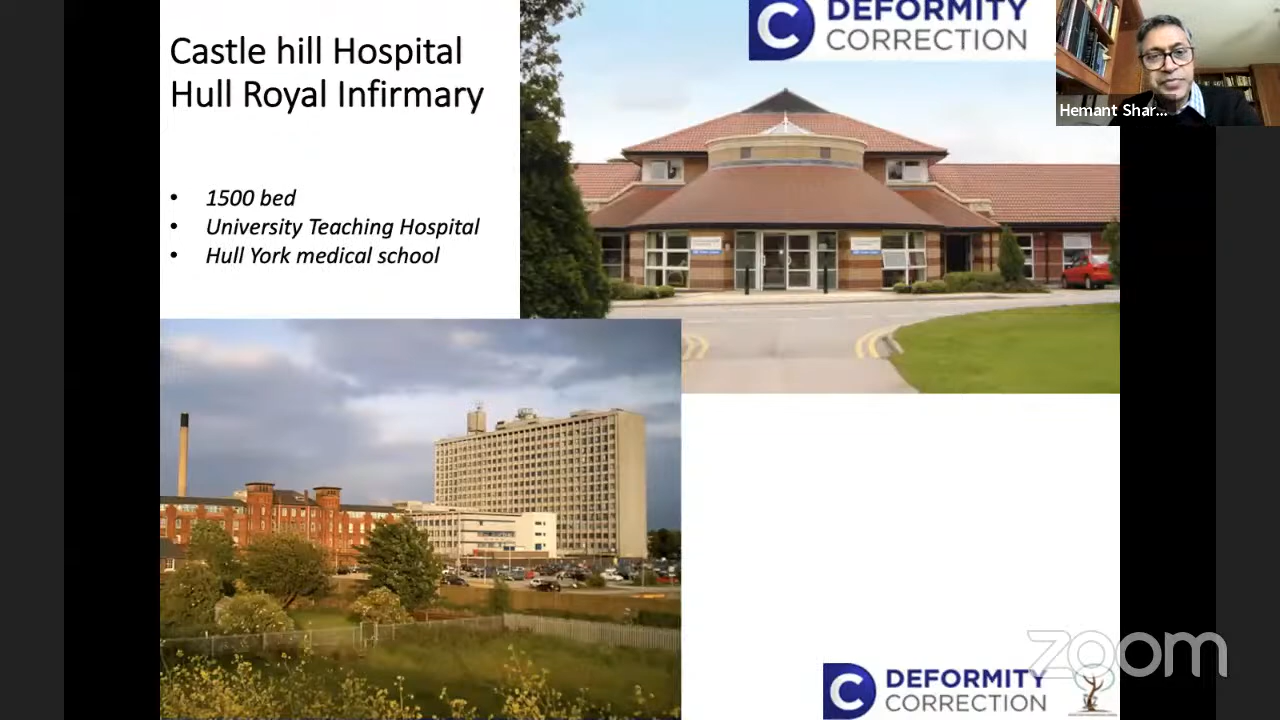 Castle hill Hospital
Hull Royal Infirmary
• 1500 bed
• University Teaching Hospital
• Hull York medical school
C DEFORMITY
CORRECTION
Hemant Shar...
C DEFORMITY
CORRECTION
zoom